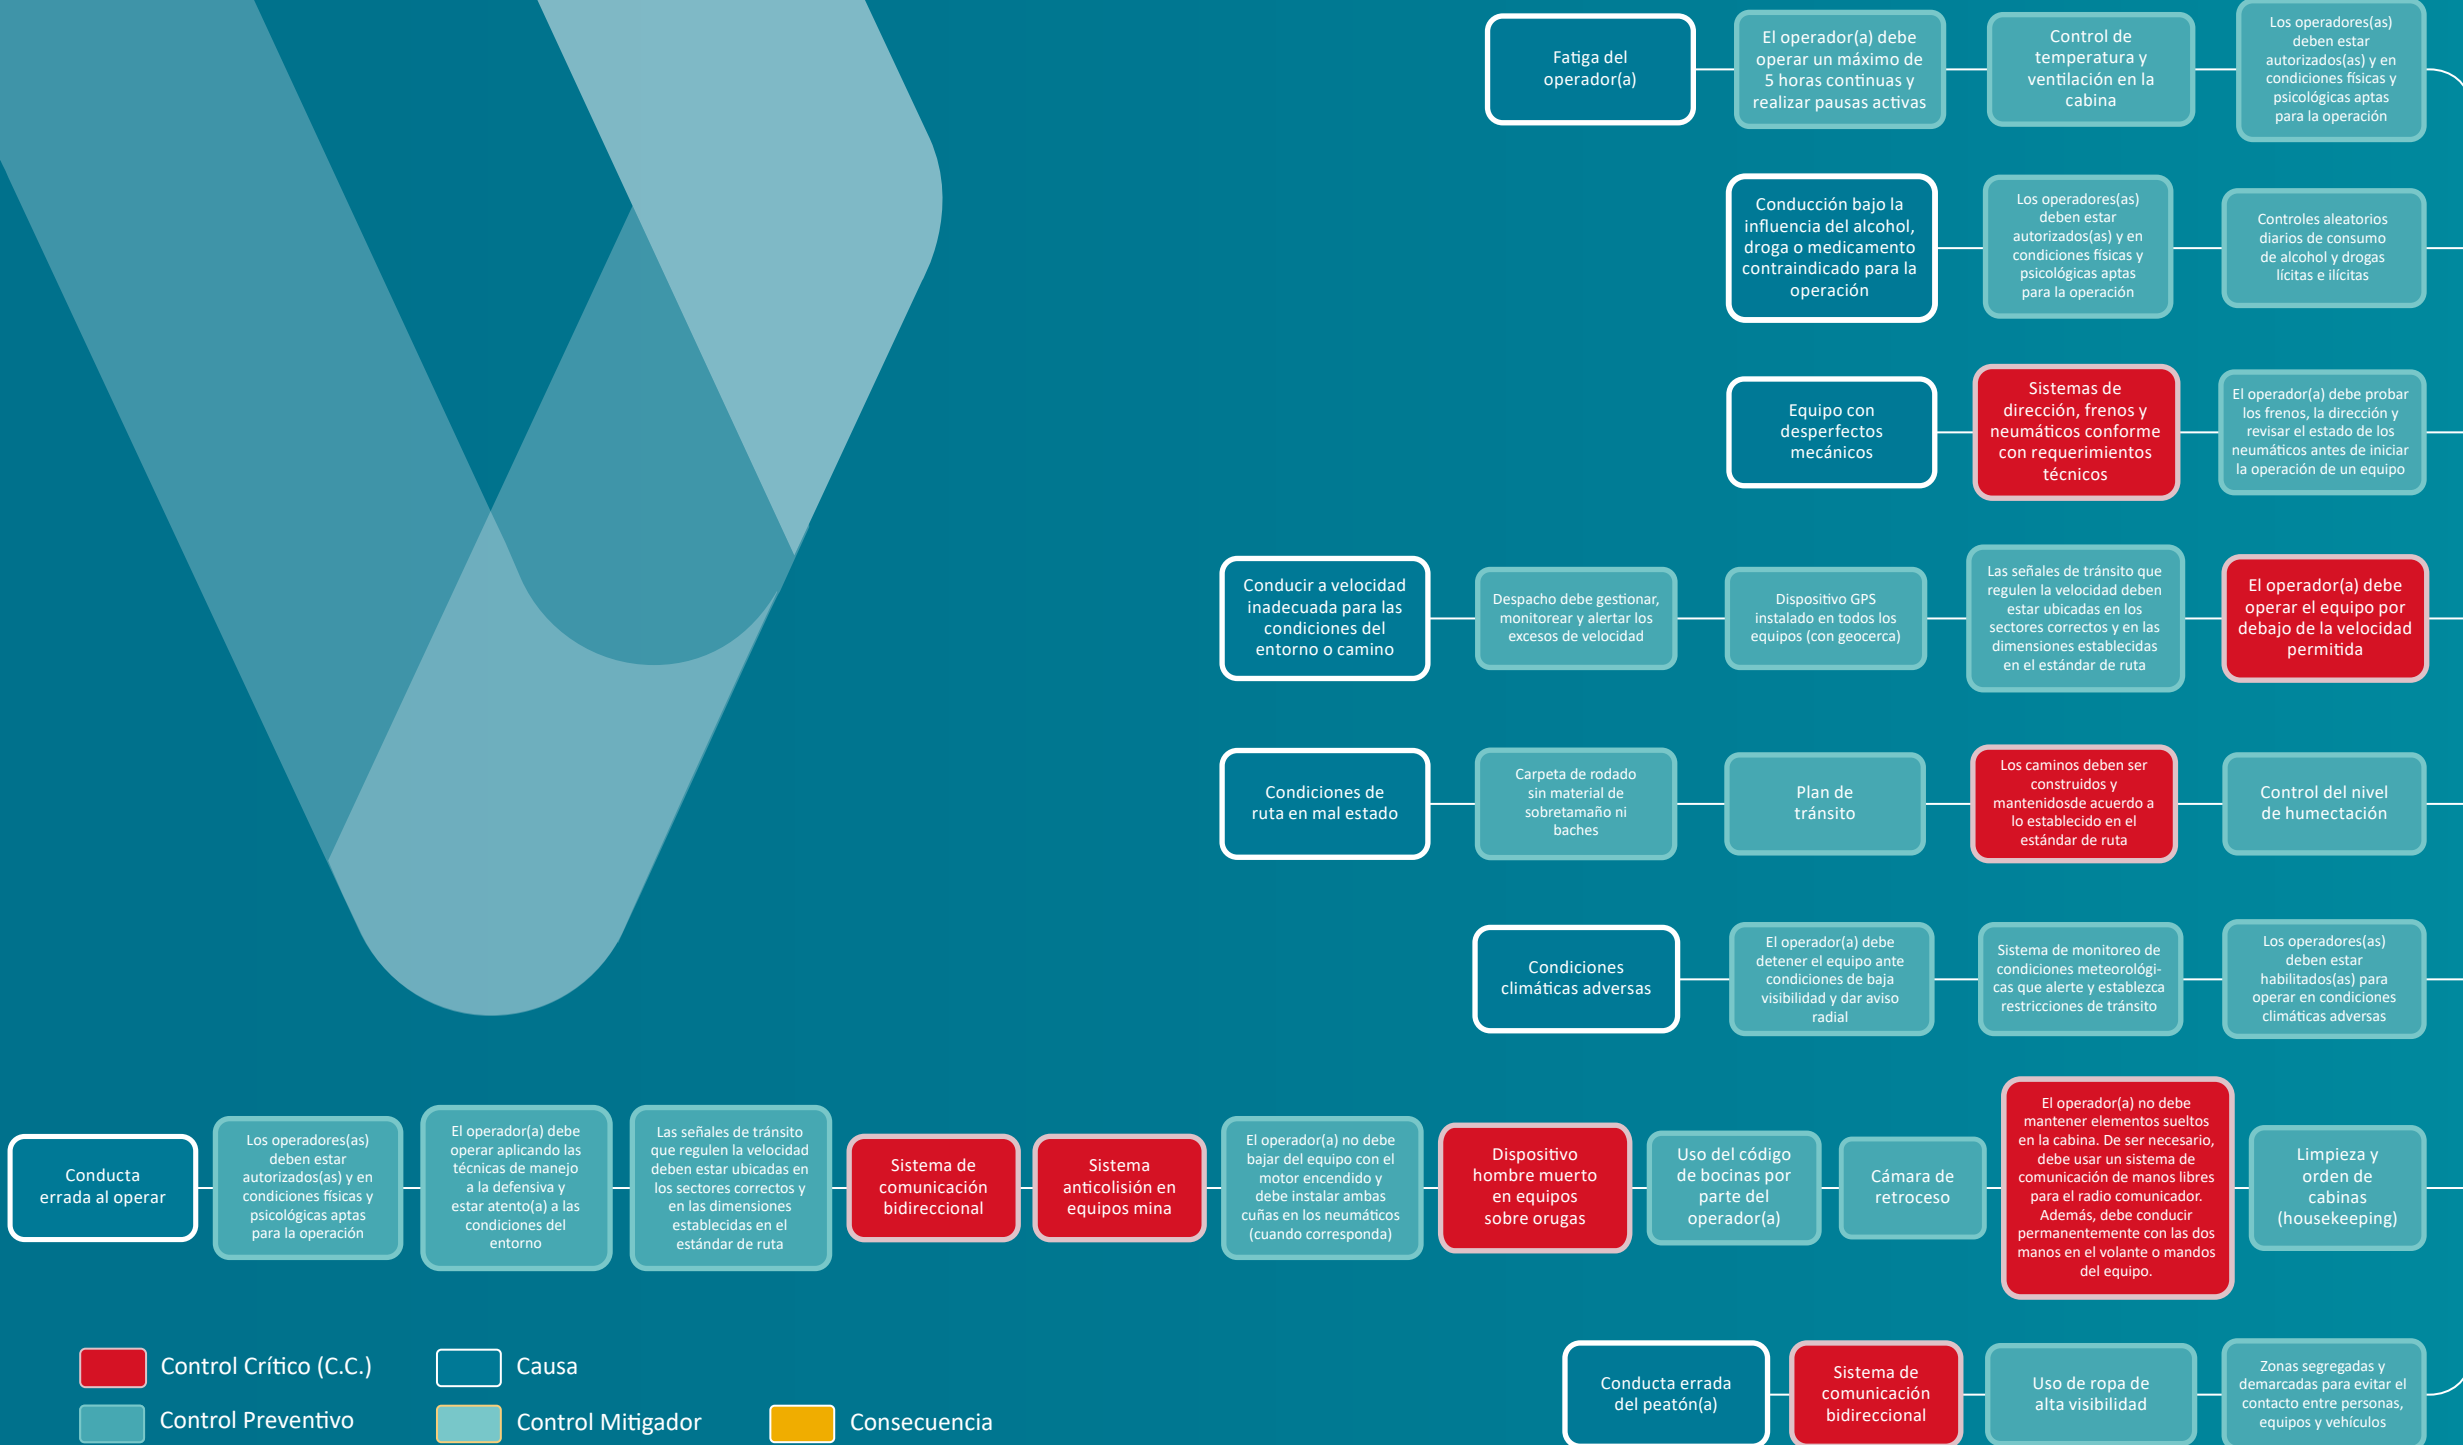 Fatiga del
operador(a)
El operador(a) debe
operar un máximo de
5 horas continuas y
realizar pausas activas
Control de
temperatura y
ventilación en la
cabina
Los operadores(as)
deben estar
autorizados(as) y en
condiciones físicas y
psicológicas aptas
para la operación
Conducción bajo la
influencia del alcohol,
droga o medicamento
contraindicado para la
operación
Los operadores(as)
deben estar
autorizados(as) y en
condiciones físicas y
psicológicas aptas
para la operación
Controles aleatorios
diarios de consumo
de alcohol y drogas
lícitas e ilícitas
Equipo con
desperfectos
mecánicos
Sistemas de
dirección, frenos y
neumáticos conforme
con requerimientos
técnicos
El operador(a) debe probar
los frenos, la dirección y
revisar el estado de los
neumáticos antes de iniciar
la operación de un equipo
Conducir a velocidad
inadecuada para las
condiciones del
entorno o camino
Despacho debe gestionar,
monitorear y alertar los
excesos de velocidad
Dispositivo GPS
instalado en todos los
equipos (con geocerca)
Las señales de tránsito que
regulen la velocidad deben
estar ubicadas en los
sectores correctos y en las
dimensiones establecidas
en el estándar de ruta
El operador(a) debe
operar el equipo por
debajo de la velocidad
permitida
Condiciones de
ruta en mal estado
Carpeta de rodado
sin material de
sobretamaño ni
baches
Plan de
tránsito
Los caminos deben ser
construidos y
mantenidosde acuerdo a
lo establecido en el
estándar de ruta
Control del nivel
de humectación
Condiciones
climáticas adversas
El operador(a) debe
detener el equipo ante
condiciones de baja
visibilidad y dar aviso
radial
Sistema de monitoreo de
condiciones meteorológi-
cas que alerte y establezca
restricciones de tránsito
Los operadores(as)
deben estar
habilitados(as) para
operar en condiciones
climáticas adversas
Conducta
errada al operar
Los operadores(as)
deben estar
autorizados(as) y en
condiciones físicas y
psicológicas aptas
para la operación
El operador(a) debe
operar aplicando las
técnicas de manejo
a la defensiva y
estar atento(a) a las
condiciones del
entorno
Las señales de tránsito
que regulen la velocidad
deben estar ubicadas en
los sectores correctos y
en las dimensiones
establecidas en el
estándar de ruta
Sistema de
comunicación
bidireccional
Sistema
anticolisión en
equipos mina
El operador(a) no debe
bajar del equipo con el
motor encendido y
debe instalar ambas
cuñas en los neumáticos
(cuando corresponda)
Dispositivo
hombre muerto
en equipos
sobre orugas
Uso del código
de bocinas por
parte del
operador(a)
Cámara de
retroceso
El operador(a) no debe
mantener elementos sueltos
en la cabina. De ser necesario,
debe usar un sistema de
comunicación de manos libres
para el radio comunicador.
Además, debe conducir
permanentemente con las dos
manos en el volante o mandos
del equipo.
Limpieza y
orden de
cabinas
(housekeeping)
Conducta errada
del peatón(a)
Sistema de
comunicación
bidireccional
Uso de ropa de
alta visibilidad
Zonas segregadas y
demarcadas para evitar el
contacto entre personas,
equipos y vehículos
Control Crítico (C.C.)
Causa
Control Preventivo
Control Mitigador
Consecuencia